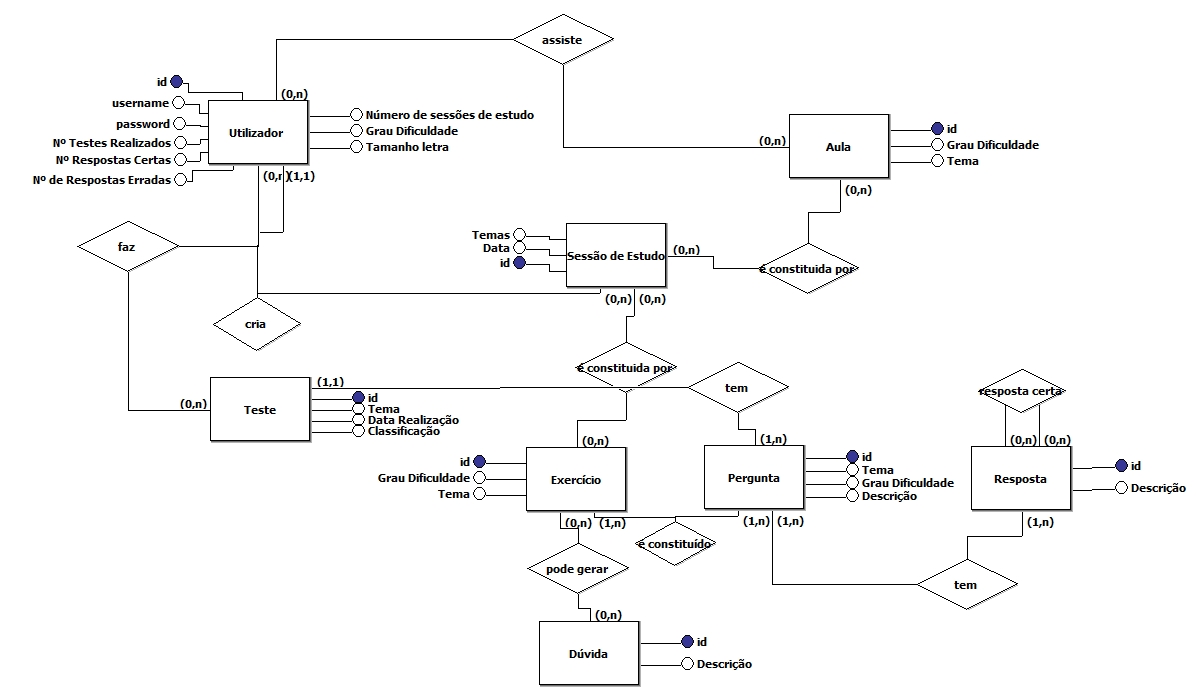 assiste
id
(0,n)
username
Número de sessões de estudo
password
Utilizador
Grau Dificuldade
Nº Testes Realizados
Tamanho letra
Nº Respostas Certas
Nº de Respostas Erradas
(0,n
(1,1)
(0,n)
Aula
id
Grau Dificuldade
Tema
(0,n)
faz
Temas
Data
id
Sessão de Estudo
(0,n)
é constituida por
(0,n)
(0,n)
cria
é constituida por
(0,n)
Teste
(1,1)
id
Tema
Data Realização
Classificação
tem
resposta certa
(0,n)
(1,n)
(0,n)
(0,n)
id
Grau Dificuldade
Tema
Exercício
Pergunta
id
Tema
Grau Dificuldade
Descrição
Resposta
id
Descrição
(0,n)
(1,n)
é constituído
(1,n)
(1,n)
(1,n)
pode gerar
tem
(0,n)
Dúvida
id
Descrição